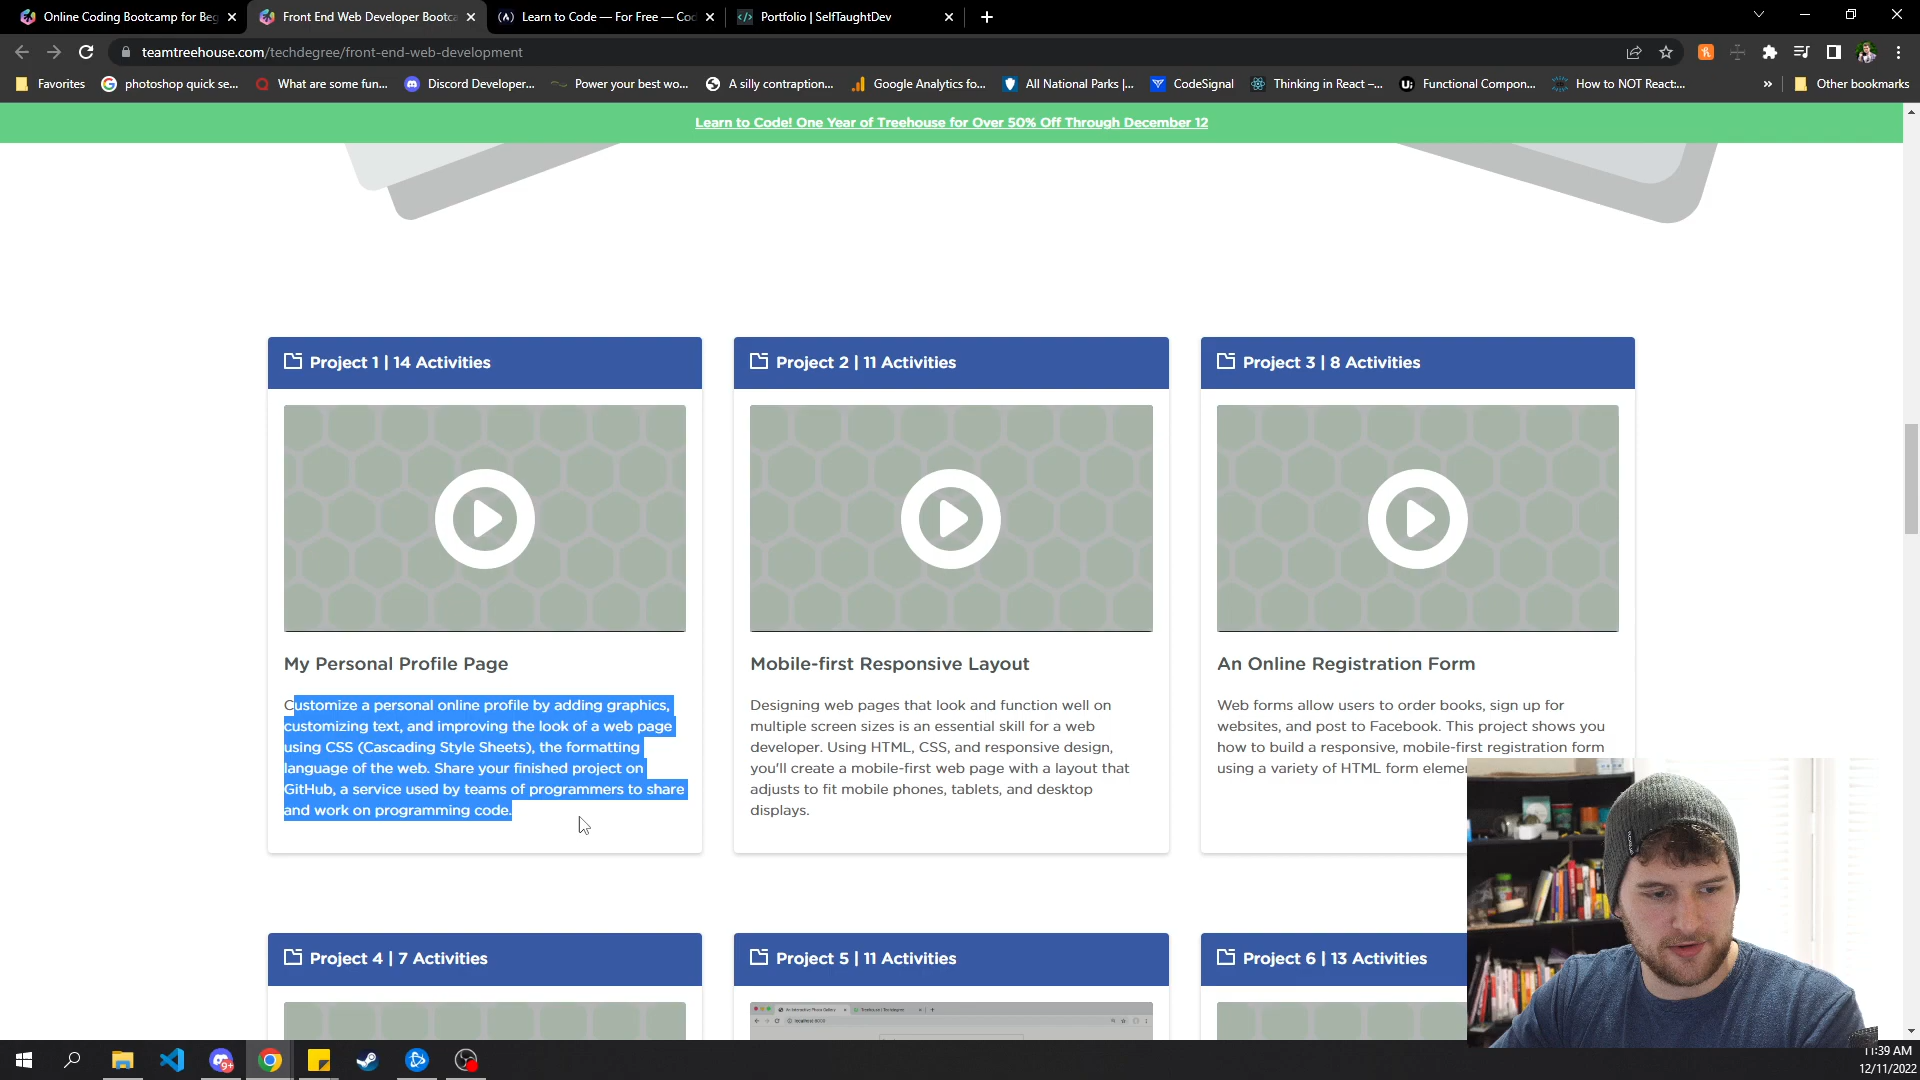 Online Coding Bootcamp for Beg
Front End Web Developer Bootca
Learn to Code — For Free — Cod
Portfolio | SelfTaughtDev
teamtreehouse.com/techdegree/front-end-web-development
Favorites
photoshop quick se...
What are some fun...
Discord Developer...
Power your best wo...
A silly contraption...
Google Analytics fo...
All National Parks |...
CodeSignal
Thinking in React –...
Functional Compon...
How to NOT React:...
»
Other bookmarks
Learn to Code! One Year of Treehouse for Over 50% Off Through December 12
Project 1 | 14 Activities
My Personal Profile Page
Customize a personal online profile by adding graphics,
customizing text, and improving the look of a web page
using CSS (Cascading Style Sheets), the formatting
language of the web. Share your finished project on
GitHub, a service used by teams of programmers to share
and work on programming code.
Project 2 | 11 Activities
Mobile-first Responsive Layout
Designing web pages that look and function well on
multiple screen sizes is an essential skill for a web
developer. Using HTML, CSS, and responsive design,
you'll create a mobile-first web page with a layout that
adjusts to fit mobile phones, tablets, and desktop
displays.
Project 3 | 8 Activities
An Online Registration Form
Web forms allow users to order books, sign up for
websites, and post to Facebook. This project shows you
how to build a responsive, mobile-first registration form
using a variety of HTML form eleme
Project 4 | 7 Activities
Project 5 | 11 Activities
An Interactive Photo Gallery
localhost:8000
Project 6 | 13 Activities
9+
11:39 AM
12/11/2022